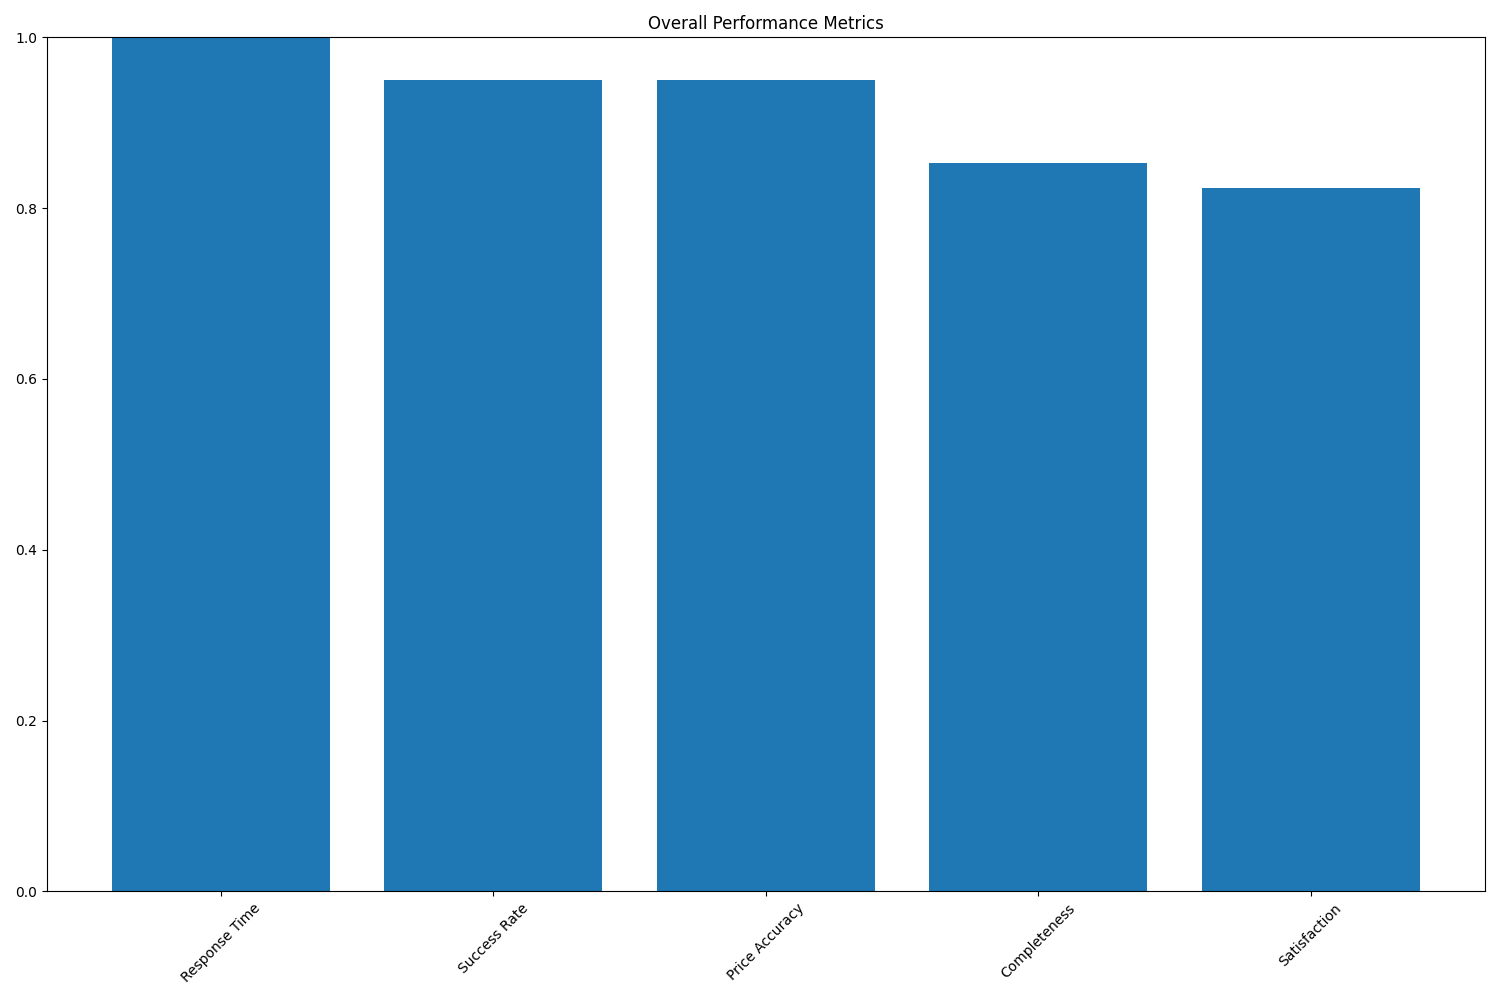 Overall Performance Metrics
1.0
0.8
0.6
0.4
0.2
0.0
Response Time
Success Rate
Price Accuracy
Completeness
Satisfaction